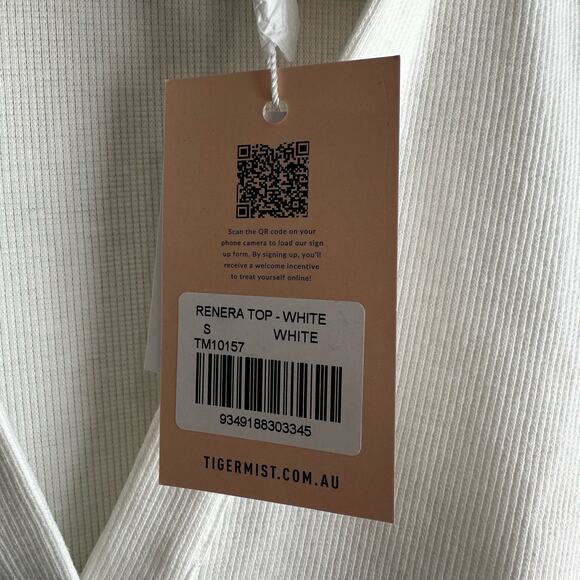 Scan the QR code on your
phone camera to load our sign
up form. By signing up, you'll
receive a welcome incentive
to treat yourself online!
RENERA TOP - WHITE
S WHITE
TM10157
9349188303345
TIGERMIST.COM.AU